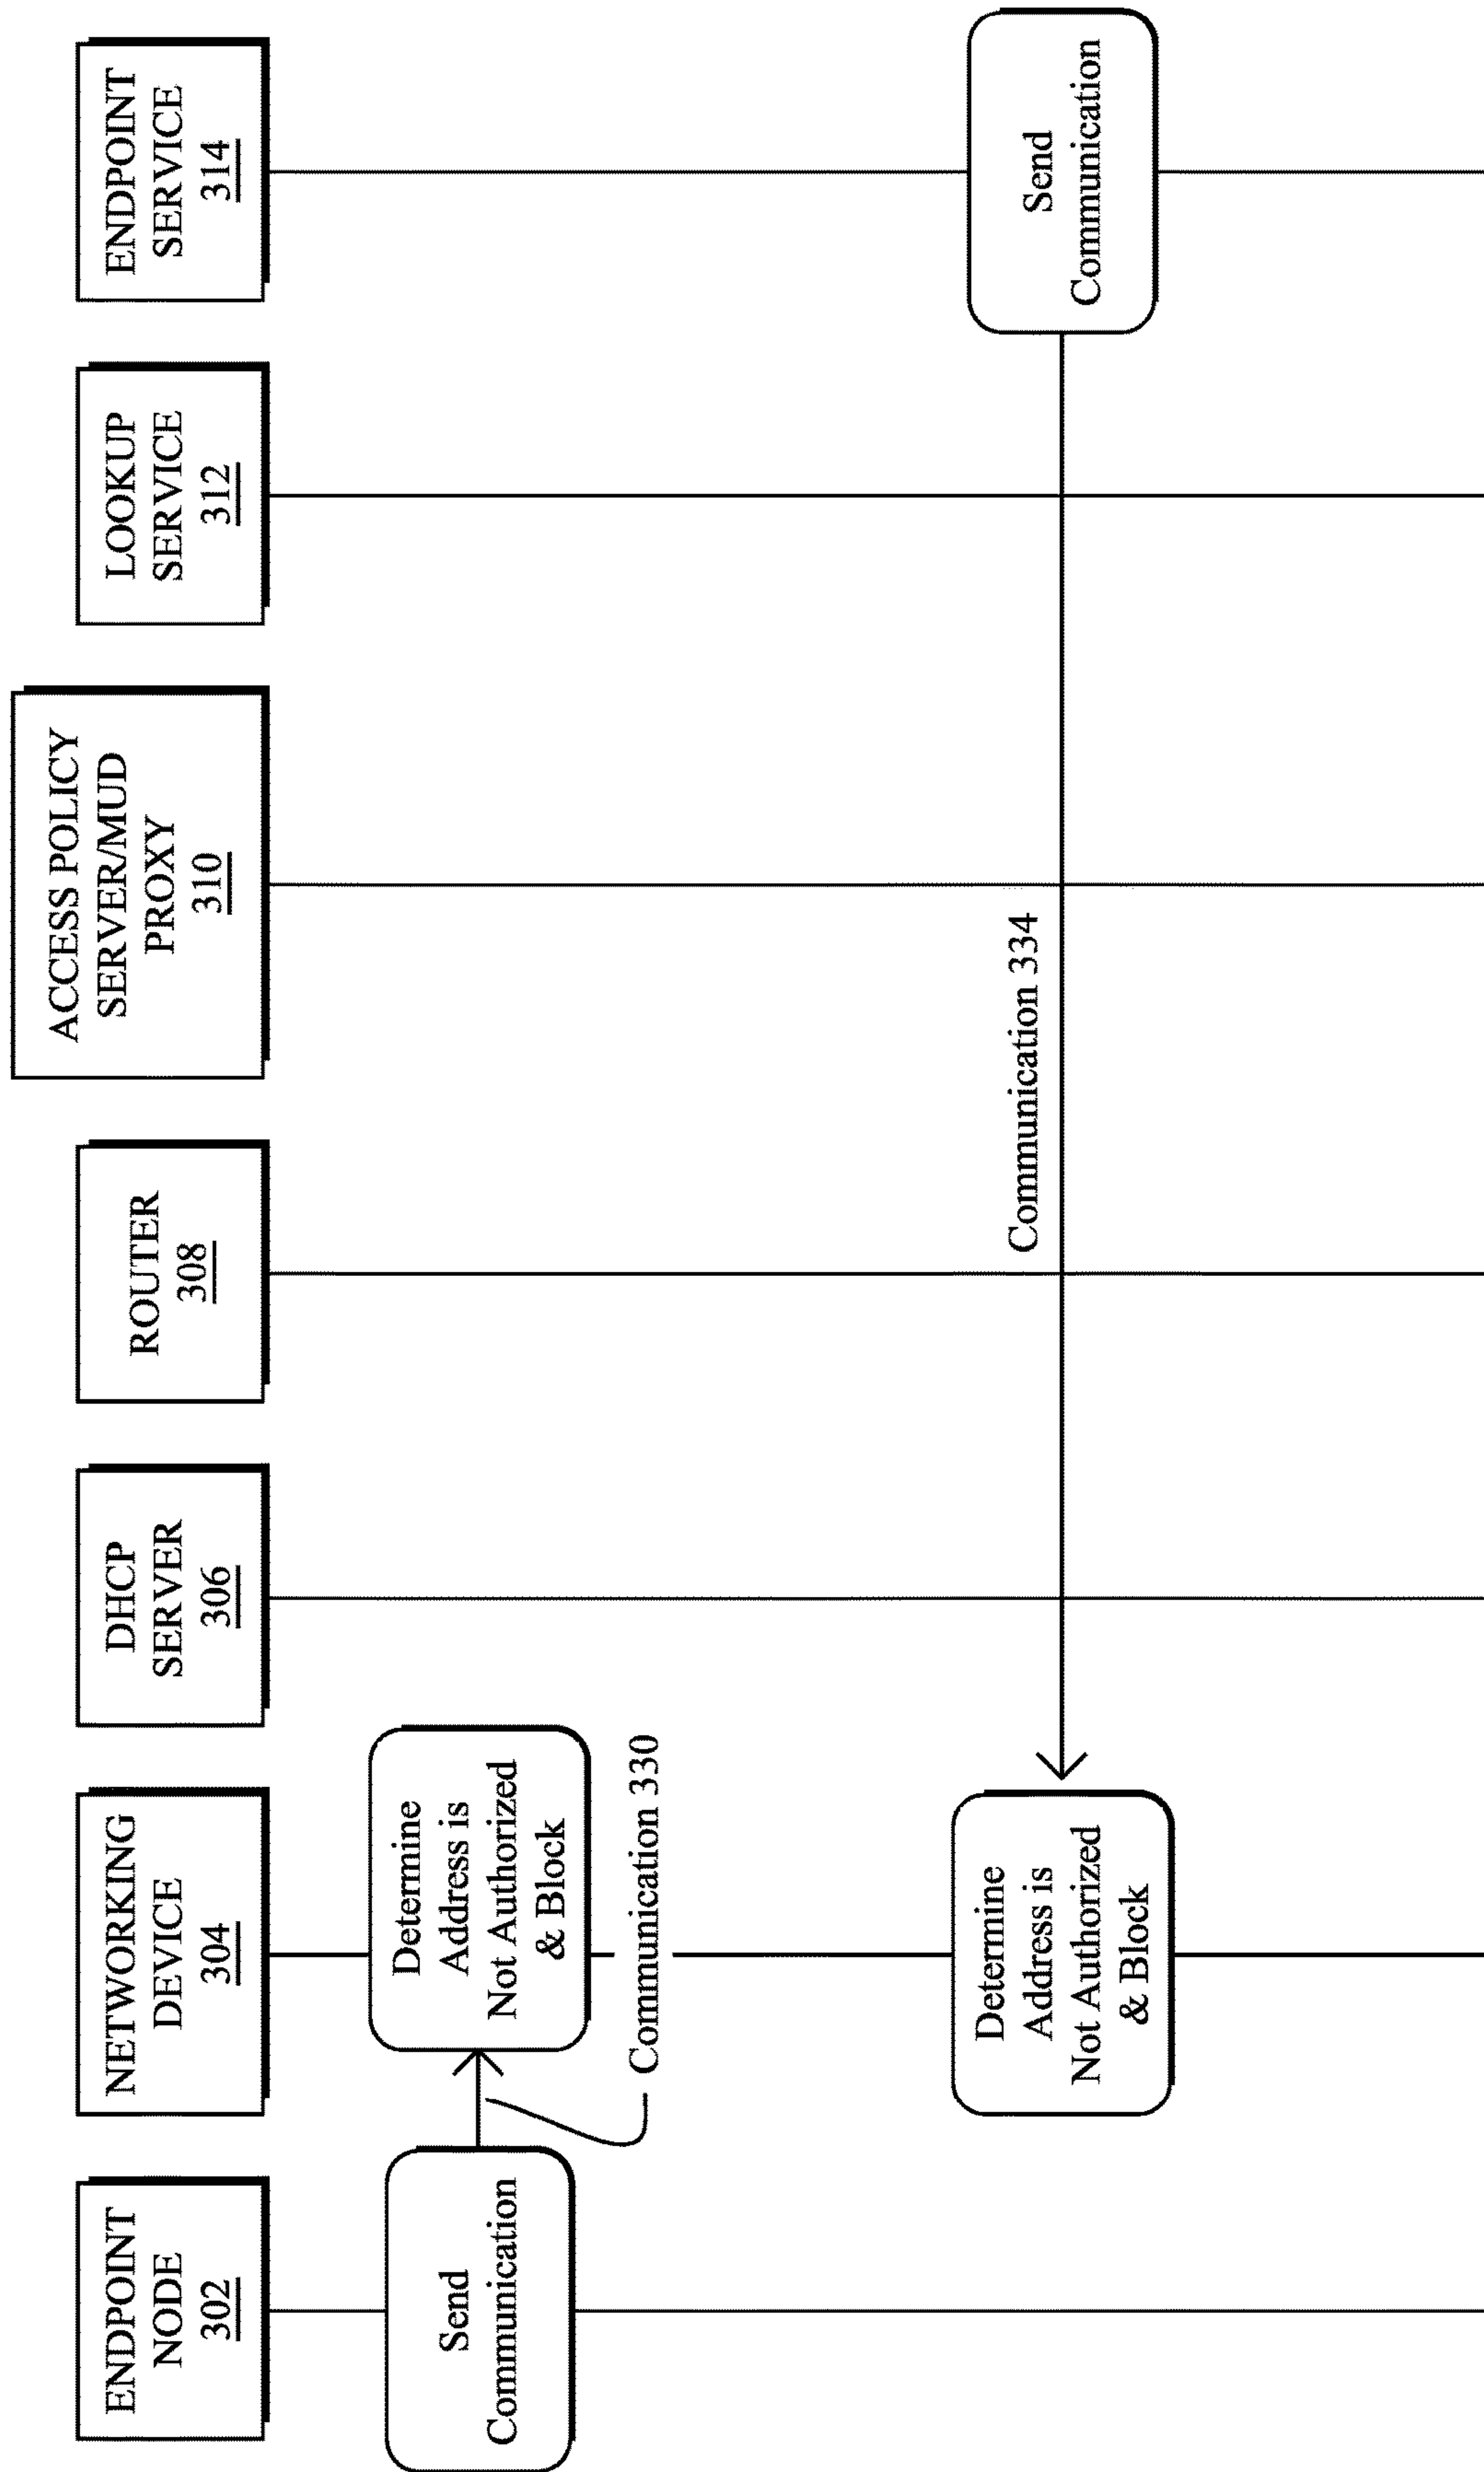 ENDPOINT
NODE
302
NETWORKING
DEVICE
304
DHCP
SERVER
306
ROUTER
308
ACCESS POLICY
SERVER/MUD
PROXY
310
LOOKUP
SERVICE
312
ENDPOINT
SERVICE
314
Send
Communication
Determine
Address is
Not Authorized
& Block
Communication 330
Communication 334
Send
Communication
Determine
Address is
Not Authorized
& Block